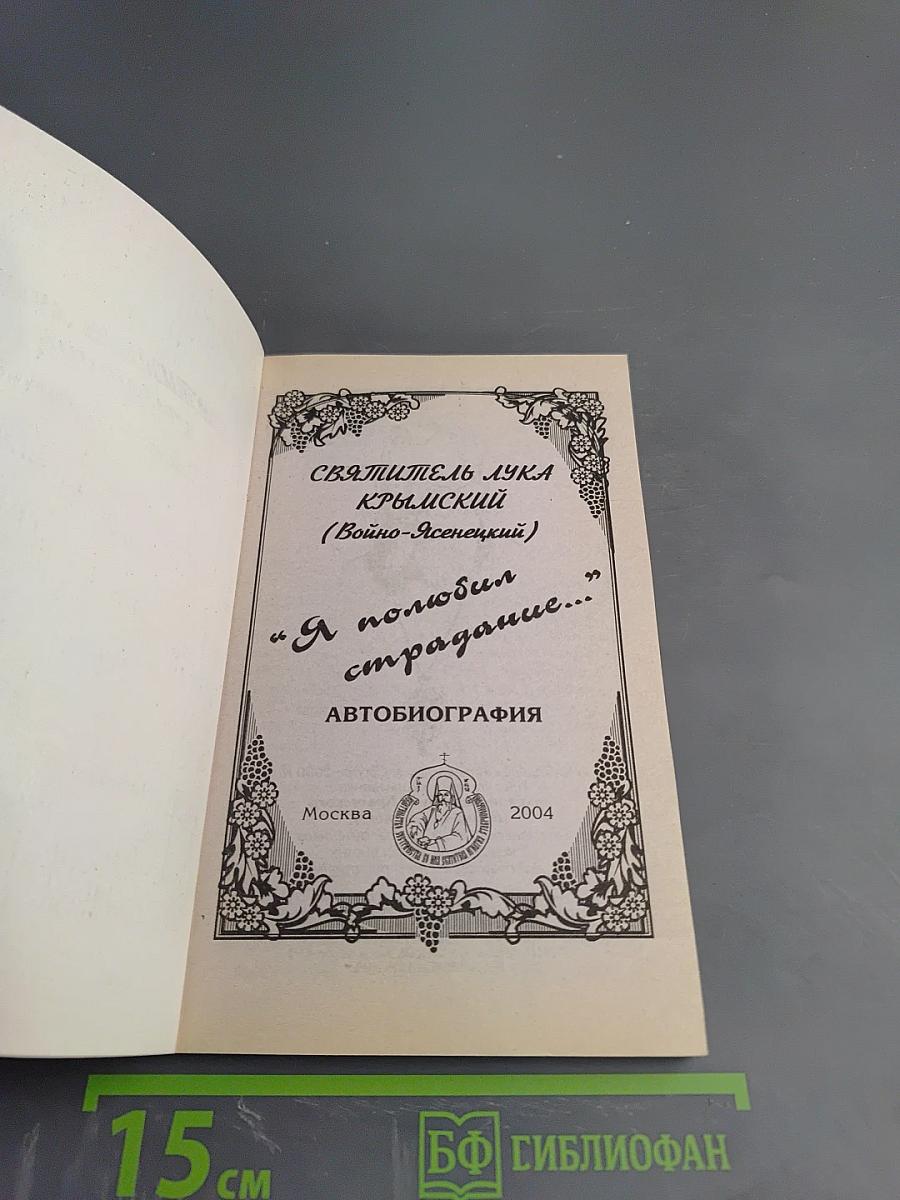 СВЯТИТЕЛЬ ЛУКА
КРЫМСКИЙ
(Войно-Ясенецкий)
“Я полюбил
страдание...”
АВТОБИОГРАФИЯ
Москва 2004
15 см
БФ БИБЛИОФАН